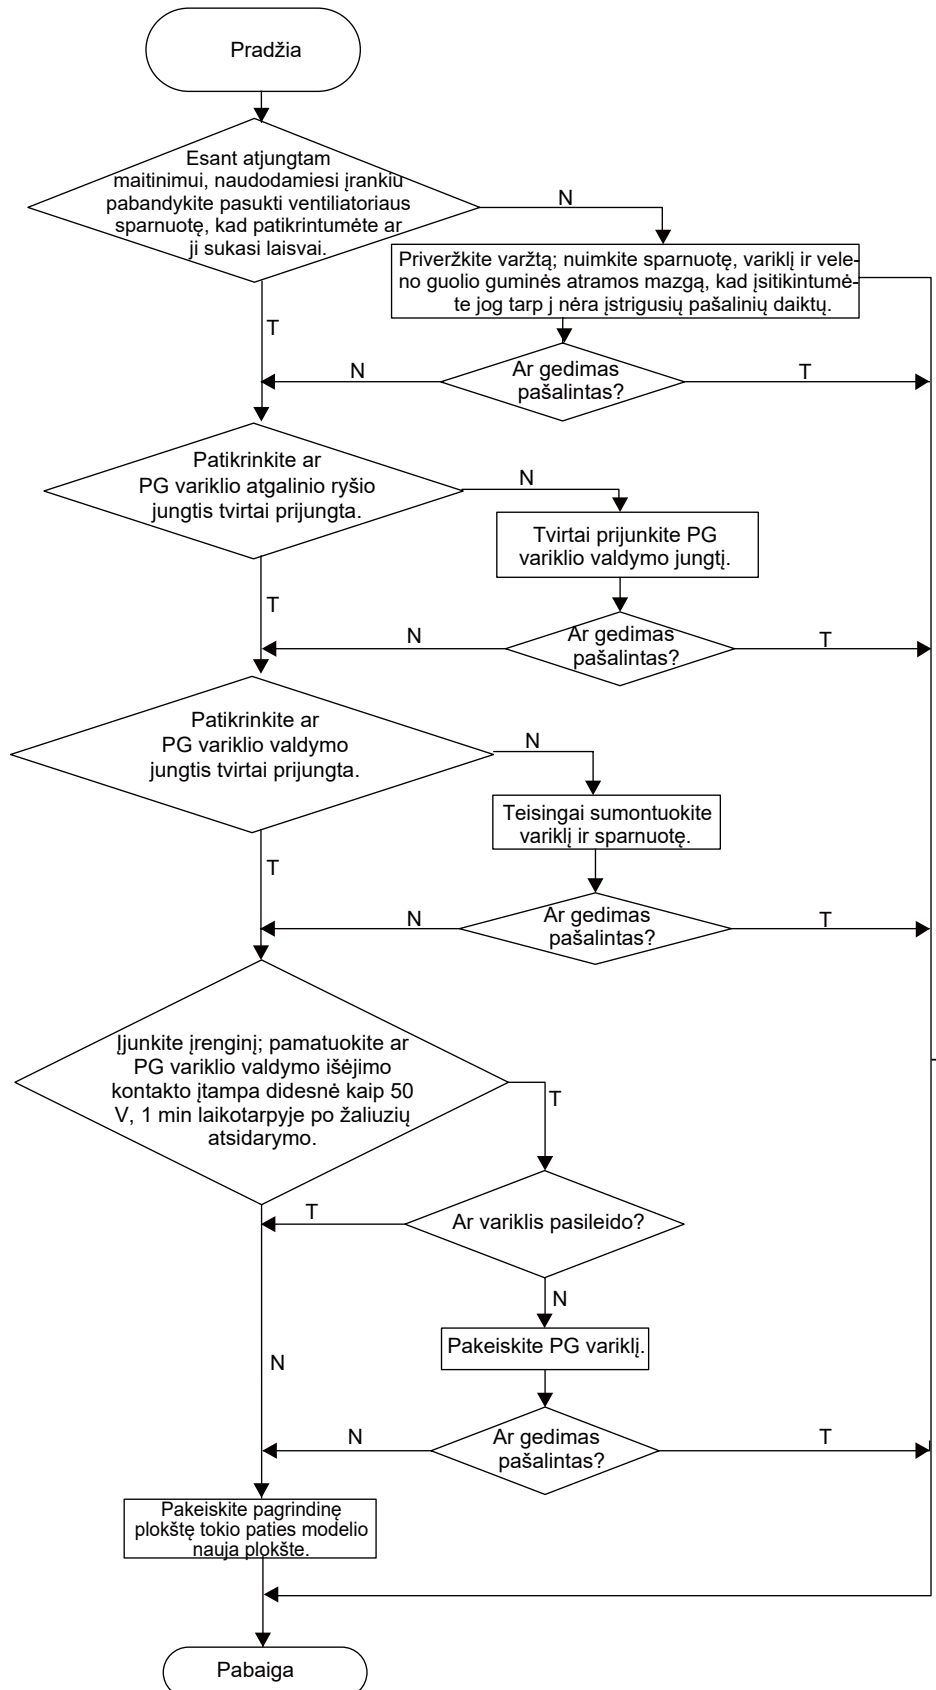 Pradžia
Esant atjungtam
maitinimui, naudodamiesi įrankiu
pabandykite pasukti ventiliatoriaus
sparnuotę, kad patikrintumėte ar
ji sukasi laisvai.
N
Priveržkite varžtą; nuimkite sparnuotę, variklį ir vele-
no guolio guminės atramos mazgą, kad įsitikintumė-
te jog tarp j nėra įstrigusių pašalinių daiktų.
T
N
Ar gedimas
pašalintas?
T
Patikrinkite ar
PG variklio atgalinio ryšio
jungtis tvirtai prijungta.
N
Tvirtai prijunkite PG
variklio valdymo jungtį.
T
N
Ar gedimas
pašalintas?
T
Patikrinkite ar
PG variklio valdymo
jungtis tvirtai prijungta.
N
Teisingai sumontuokite
variklį ir sparnuotę.
T
N
Ar gedimas
pašalintas?
T
Įjunkite įrenginį; pamatuokite ar
PG variklio valdymo išėjimo
kontakto įtampa didesnė kaip 50
V, 1 min laikotarpyje po žaliuzių
atsidarymo.
T
T
Ar variklis pasileido?
N
Pakeiskite PG variklį.
N
N
Ar gedimas
pašalintas?
T
Pakeiskite pagrindinę
plokštę tokio paties modelio
nauja plokšte.
Pabaiga